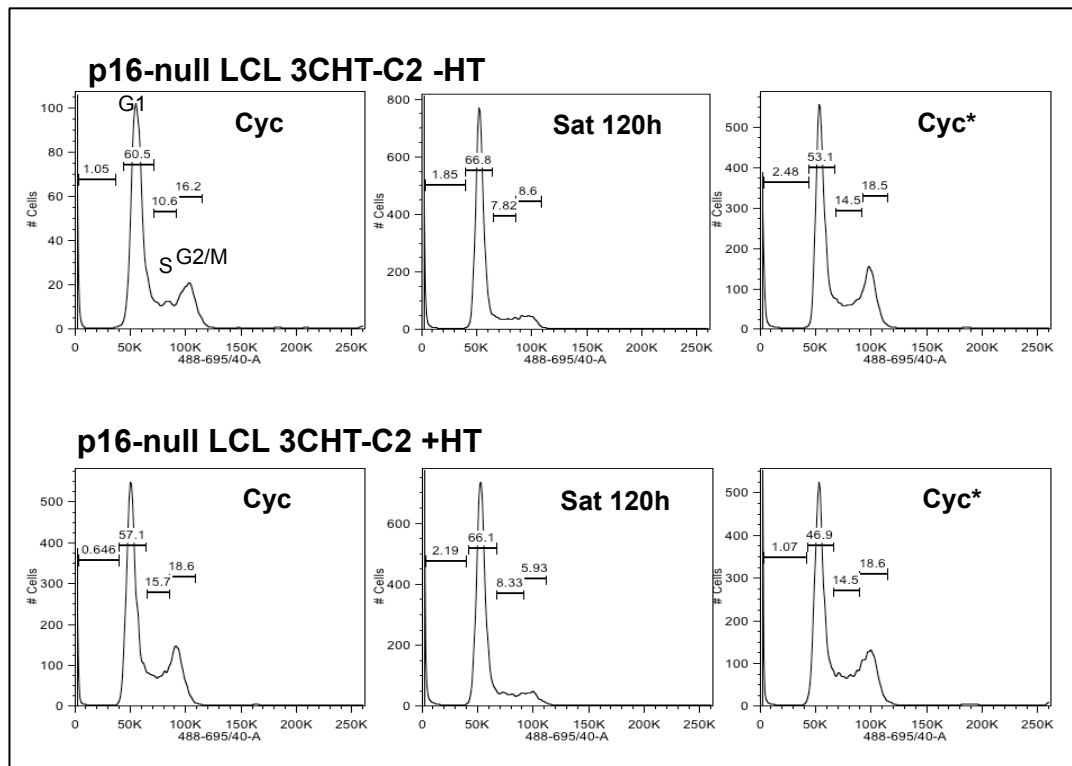 p16-null LCL 3CHT-C2 -HT
G1
Cyc
100
80
60
40
20
0
# Cells
1.05
60.5
10.6
16.2
S
G2/M
0 50K 100K 150K 200K 250K
488-695/40-A
Sat 120h
800
600
400
200
0
# Cells
1.85
66.8
7.82
8.6
0 50K 100K 150K 200K 250K
488-695/40-A
Cyc*
500
400
300
200
100
0
# Cells
2.48
53.1
14.5
18.5
0 50K 100K 150K 200K 250K
488-695/40-A
p16-null LCL 3CHT-C2 +HT
Cyc
500
400
300
200
100
0
# Cells
0.646
57.1
15.7
18.6
0 50K 100K 150K 200K 250K
488-695/40-A
Sat 120h
600
400
200
0
# Cells
2.19
66.1
8.33
5.93
0 50K 100K 150K 200K 250K
488-695/40-A
Cyc*
500
400
300
200
100
0
# Cells
1.07
46.9
14.5
18.6
0 50K 100K 150K 200K 250K
488-695/40-A